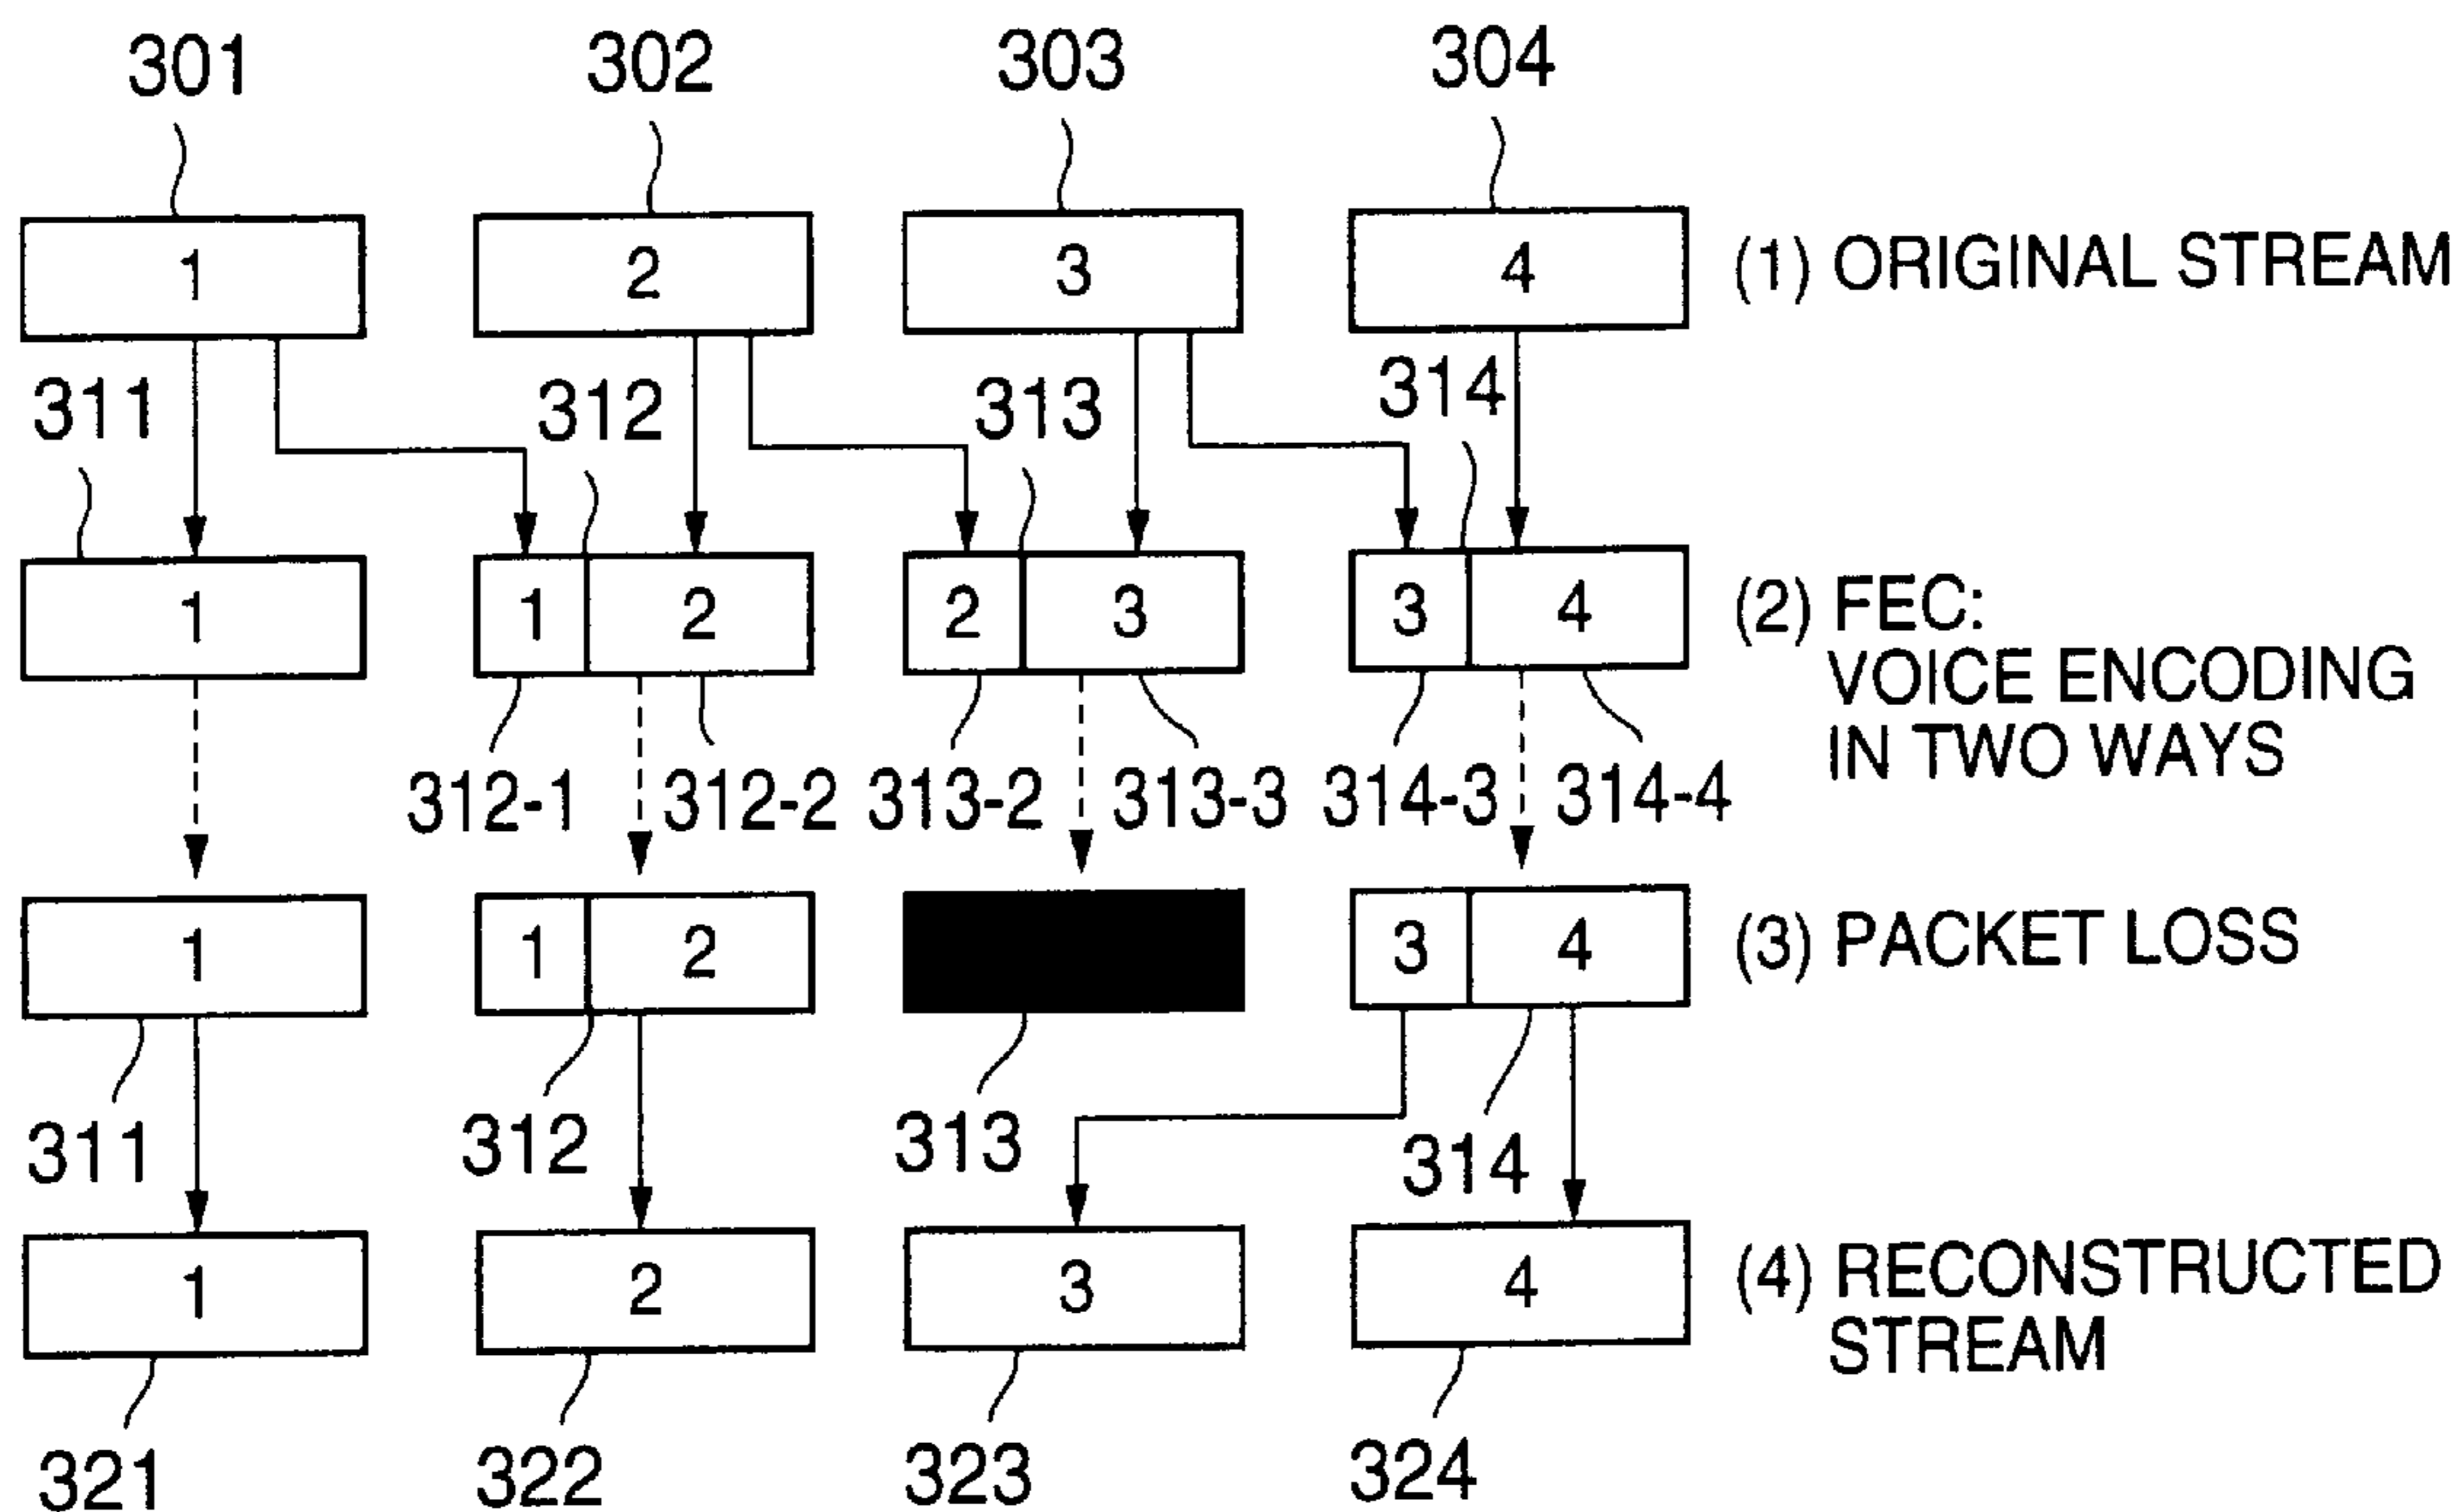 301 302 303 304
1 2 3 4 (1) ORIGINAL STREAM
311 312 313 314
1 1 2 2 3 3 4 (2) FEC:
VOICE ENCODING
IN TWO WAYS
312-1 312-2 313-2 313-3 314-3 314-4
1 1 2 3 4 (3) PACKET LOSS
311 312 313 314
1 2 3 4 (4) RECONSTRUCTED
STREAM
321 322 323 324